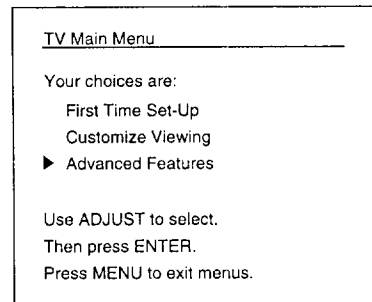 TV Main Menu
Your choices are:
First Time Set-Up
Customize Viewing
▶ Advanced Features
Use ADJUST to select.
Then press ENTER.
Press MENU to exit menus.